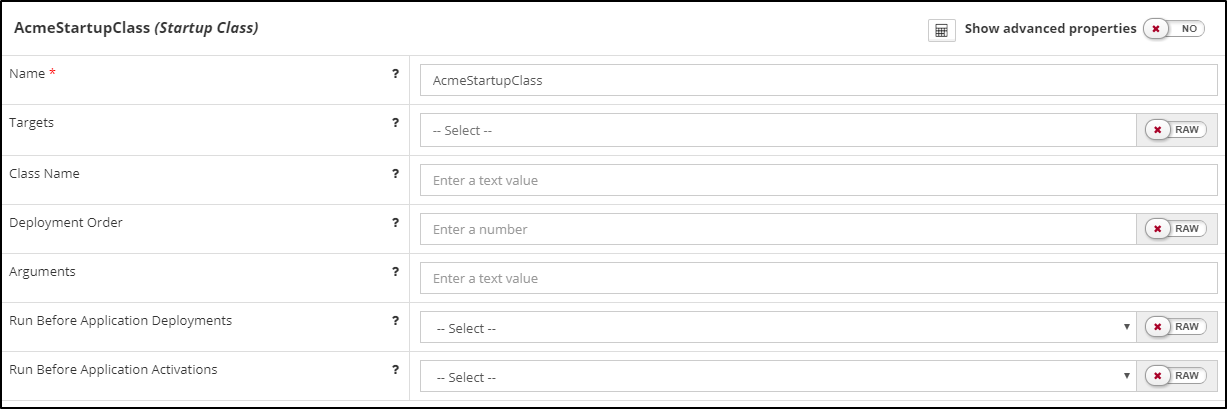 AcmeStartupClass (Startup Class) Show advanced properties NO
Name * ? AcmeStartupClass
Targets ? -- Select -- RAW
Class Name ? Enter a text value
Deployment Order ? Enter a number RAW
Arguments ? Enter a text value
Run Before Application Deployments ? -- Select -- RAW
Run Before Application Activations ? -- Select -- RAW